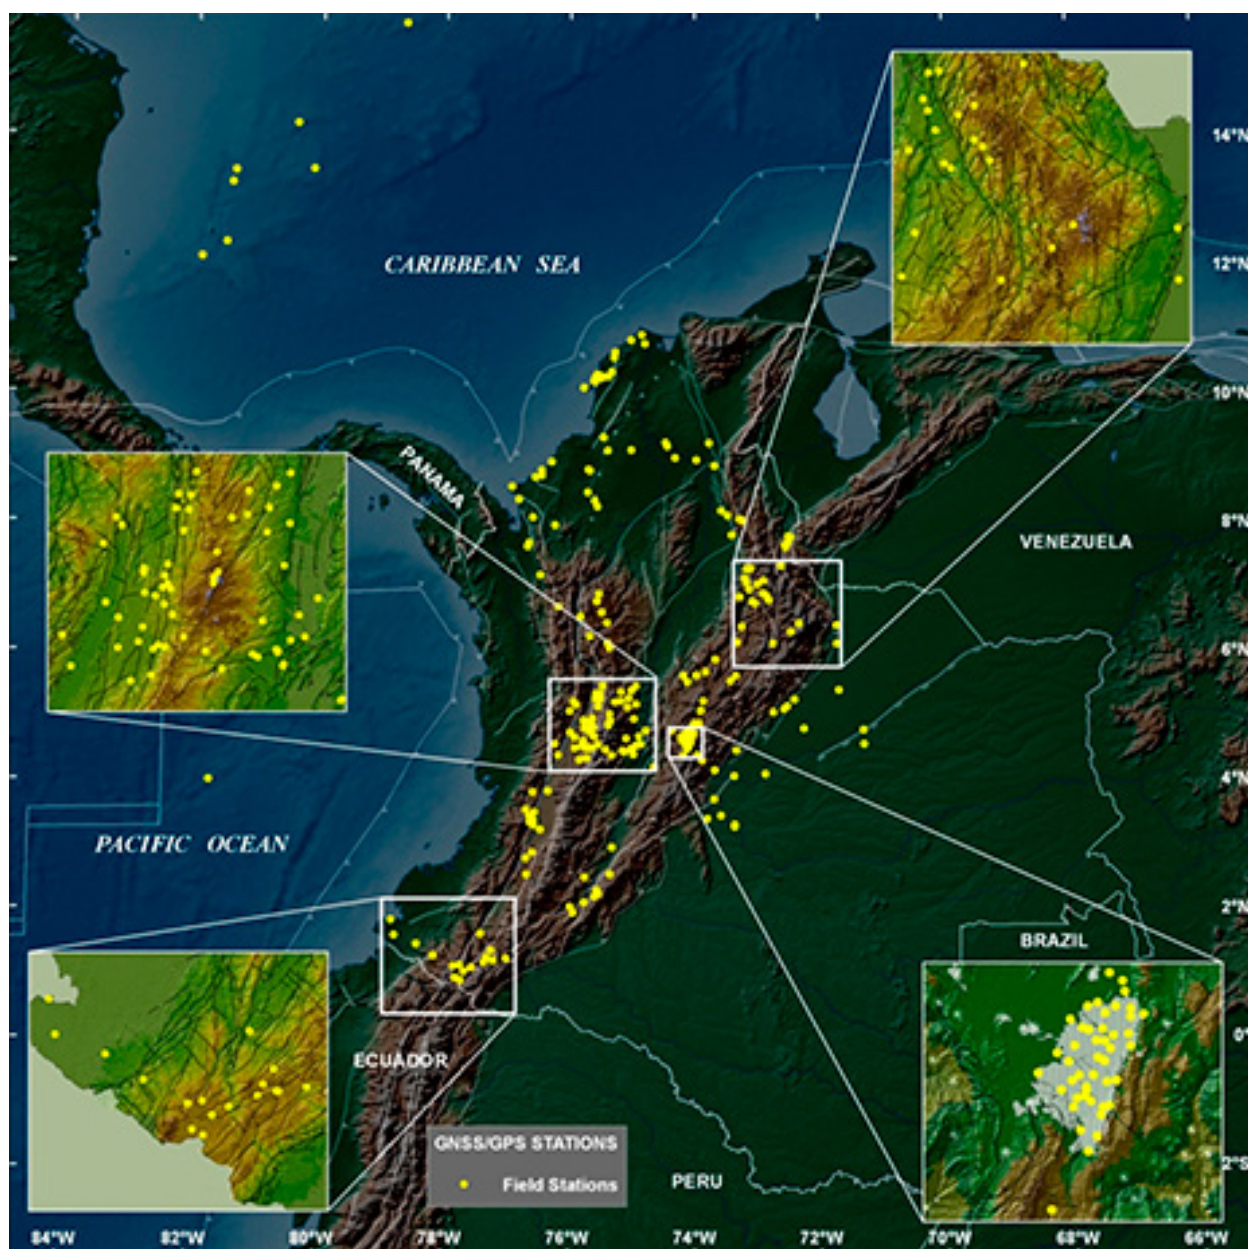 14°N
12°N
CARIBBEAN SEA
10°N
PANAMA
8°N
VENEZUELA
6°N
4°N
PACIFIC OCEAN
2°N
BRAZIL
0°
ECUADOR
GNSS/GPS STATIONS
Field Stations
2°S
PERU
84°W 82°W 80°W 78°W 76°W 74°W 72°W 70°W 68°W 66°W